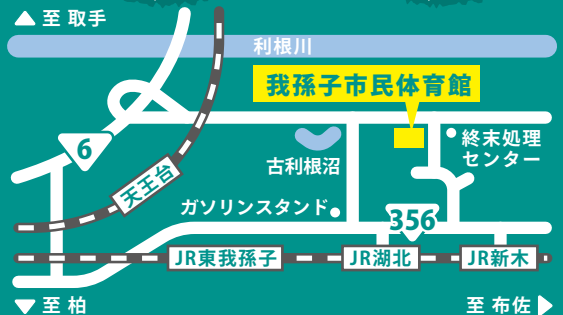 至 取手
利根川
我孫子市民体育館
6
終末処理
センター
古利根沼
天王台
ガソリンスタンド
356
JR東我孫子
JR湖北
JR新木
至 柏
至 布佐